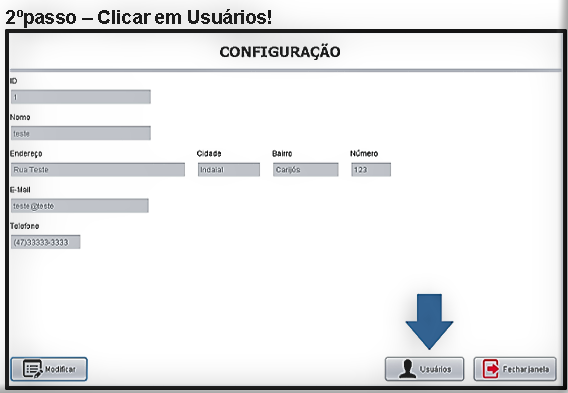 2ºpasso – Clicar em Usuários!
CONFIGURAÇÃO
ID
1
Nome
teste
Endereço Cidade Bairro Número
Rua Teste Indaial Carijós 123
E-Mail
teste@teste
Telefone
(47)33333-3333
Modificar Usuários Fechar janela